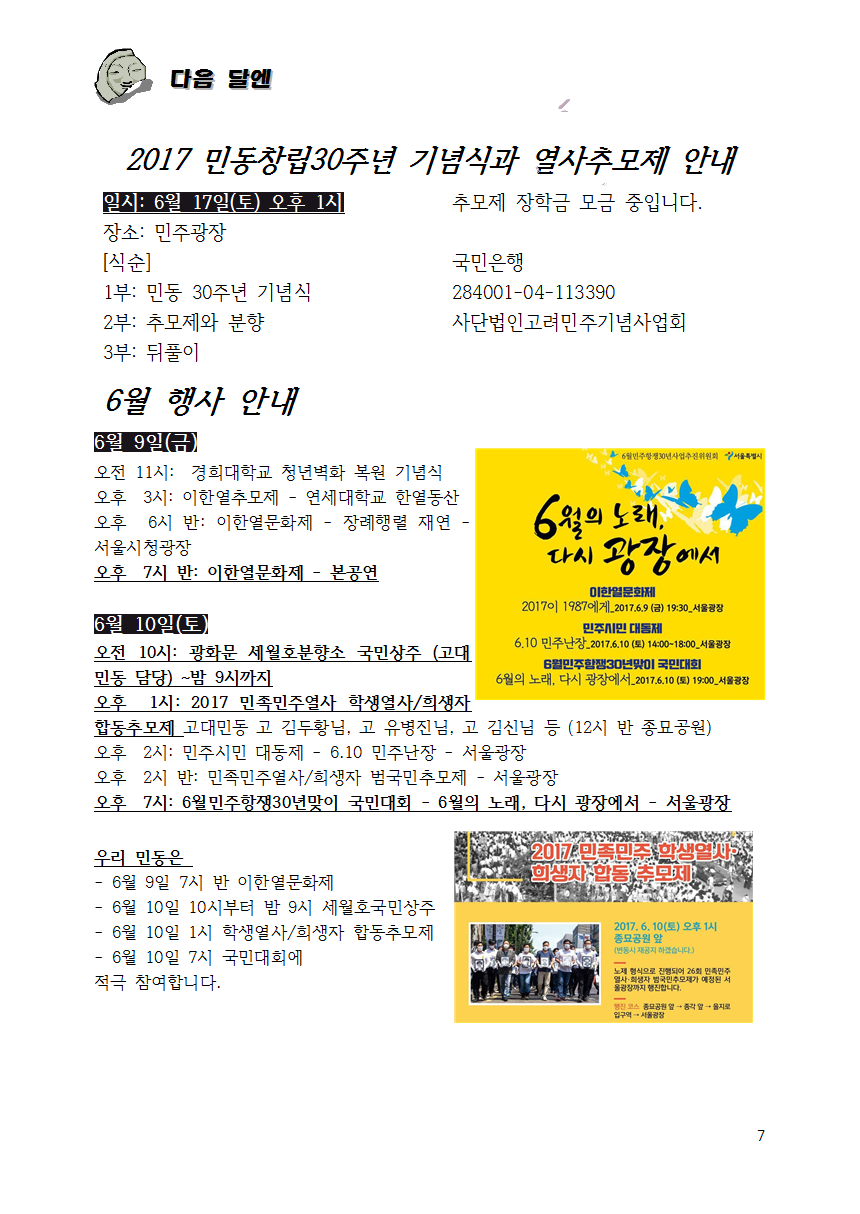 다음 달엔
2017 민동창립30주년 기념식과 열사추모제 안내
일시: 6월 17일(토) 오후 1시
장소: 민주광장
[식순]
1부: 민동 30주년 기념식
2부: 추모제와 분향
3부: 뒤풀이
추모제 장학금 모금 중입니다.
국민은행
284001-04-113390
사단법인고려민주기념사업회
6월 행사 안내
6월 9일(금)
오전 11시: 경희대학교 청년벽화 복원 기념식
오후 3시: 이한열추모제 - 연세대학교 한열동산
오후 6시 반: 이한열문화제 - 장례행렬 재연 -
서울시청광장
오후 7시 반: 이한열문화제 - 본공연
6월민주항쟁30년사업추진위원회 서울특별시
6월의 노래,
다시 광장에서
이한열문화제
2017이 1987에게_2017.6.9 (금) 19:30_서울광장
민주시민 대동제
6.10 민주난장_2017.6.10 (토) 14:00~18:00_서울광장
6월민주항쟁30년맞이 국민대회
6월의 노래, 다시 광장에서_2017.6.10 (토) 19:00_서울광장
6월 10일(토)
오전 10시: 광화문 세월호분향소 국민상주 (고대
민동 담당) ~밤 9시까지
오후 1시: 2017 민족민주열사 학생열사/희생자
합동추모제 고대민동 고 김두황님, 고 유병진님, 고 김신님 등 (12시 반 종묘공원)
오후 2시: 민주시민 대동제 - 6.10 민주난장 - 서울광장
오후 2시 반: 민족민주열사/희생자 범국민추모제 - 서울광장
오후 7시: 6월민주항쟁30년맞이 국민대회 - 6월의 노래, 다시 광장에서 - 서울광장
우리 민동은
- 6월 9일 7시 반 이한열문화제
- 6월 10일 10시부터 밤 9시 세월호국민상주
- 6월 10일 1시 학생열사/희생자 합동추모제
- 6월 10일 7시 국민대회에
적극 참여합니다.
2017 민족민주 학생열사·
희생자 합동 추모제
2017. 6. 10(토) 오후 1시
종묘공원 앞
(변동시 재공지 하겠습니다.)
노제 형식으로 진행되어 26회 민족민주
열사·희생자 범국민추모제가 예정된 서
울광장까지 행진합니다.
행진 코스 종묘공원 앞 → 종각 앞 → 을지로
입구역 → 서울광장
7